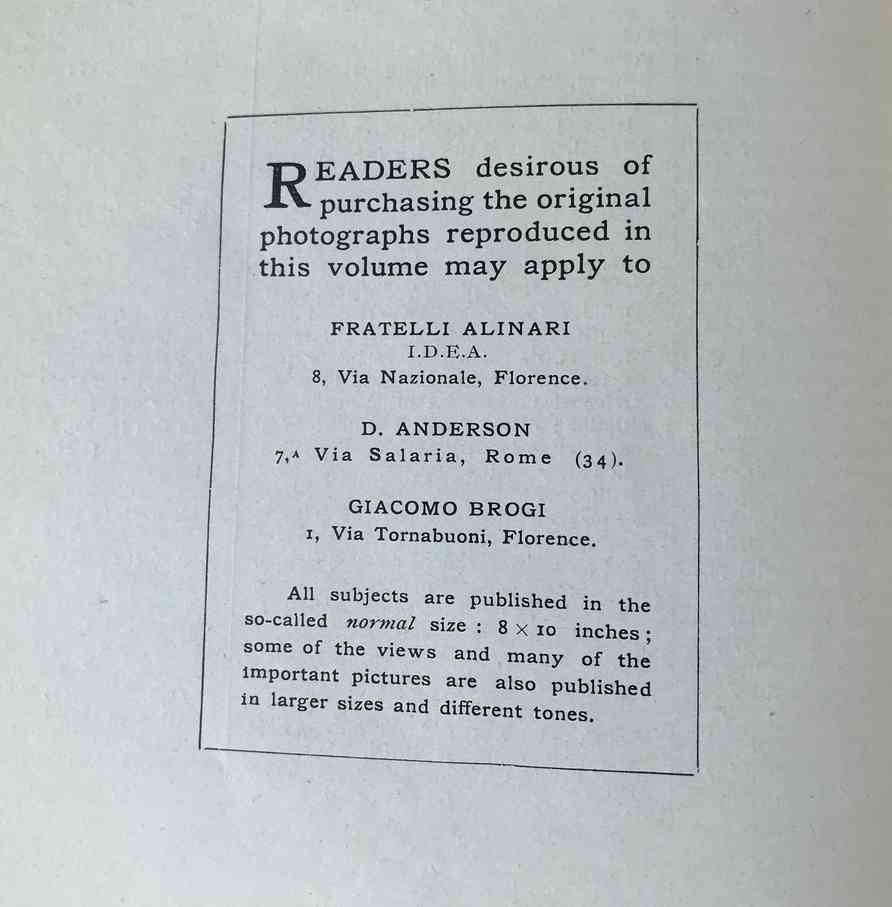 READERS desirous of
purchasing the original
photographs reproduced in
this volume may apply to
FRATELLI ALINARI
I.D.E.A.
8, Via Nazionale, Florence.
D. ANDERSON
7,ᴬ Via Salaria, Rome (34).
GIACOMO BROGI
1, Via Tornabuoni, Florence.
All subjects are published in the
so-called normal size : 8 × 10 inches ;
some of the views and many of the
important pictures are also published
in larger sizes and different tones.